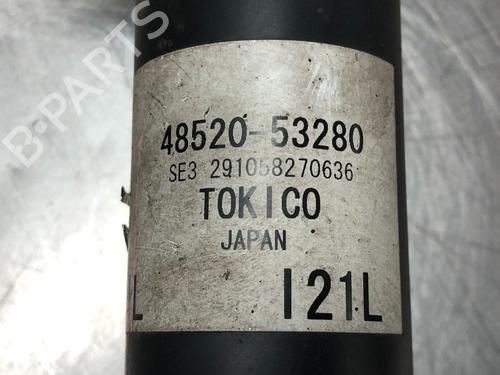 B-PARTS
48520-53280
SE3 291058270636
TOKICO
JAPAN
L I21L